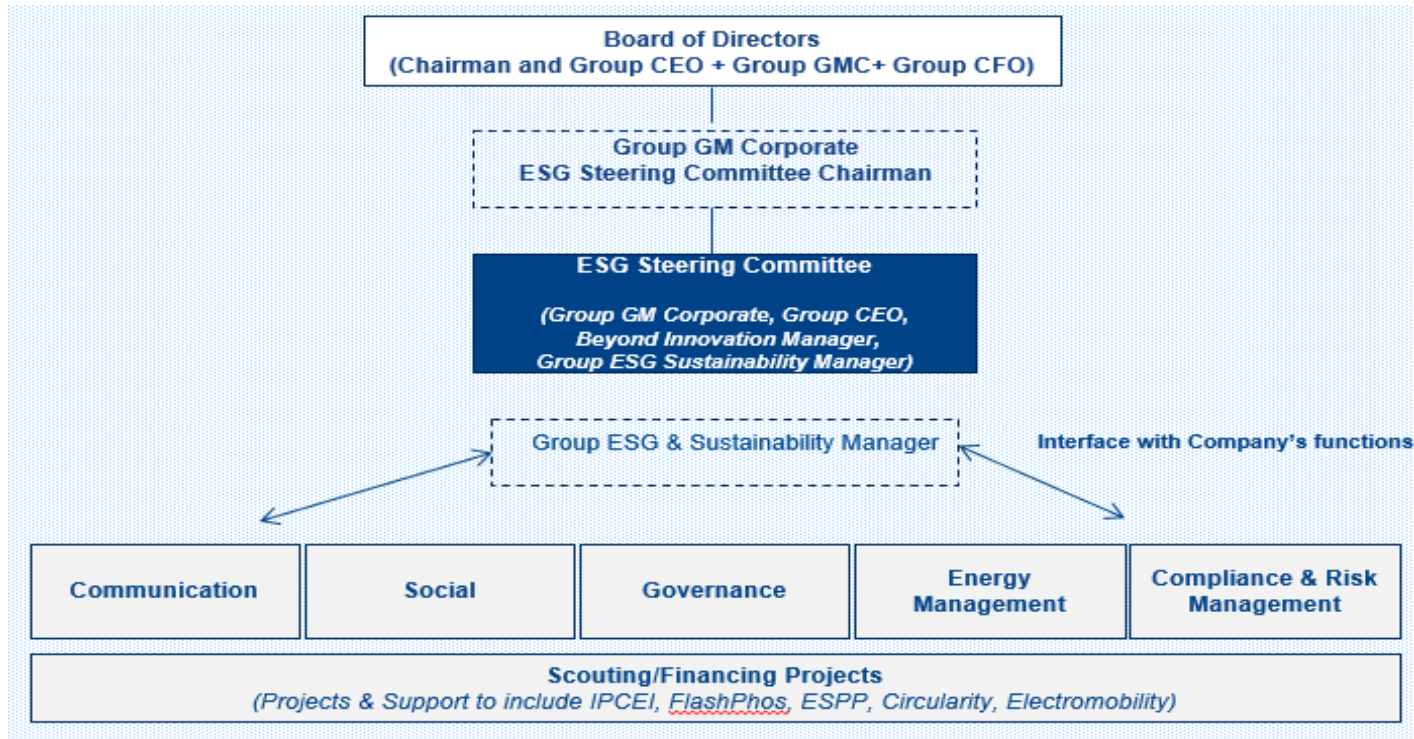 Board of Directors
(Chairman and Group CEO + Group GMC+ Group CFO)
Group GM Corporate
ESG Steering Committee Chairman
ESG Steering Committee
(Group GM Corporate, Group CEO,
Beyond Innovation Manager,
Group ESG Sustainability Manager)
Group ESG & Sustainability Manager
Interface with Company’s functions
Communication
Social
Governance
Energy
Management
Compliance & Risk
Management
Scouting/Financing Projects
(Projects & Support to include IPCEI, FlashPhos, ESPP, Circularity, Electromobility)